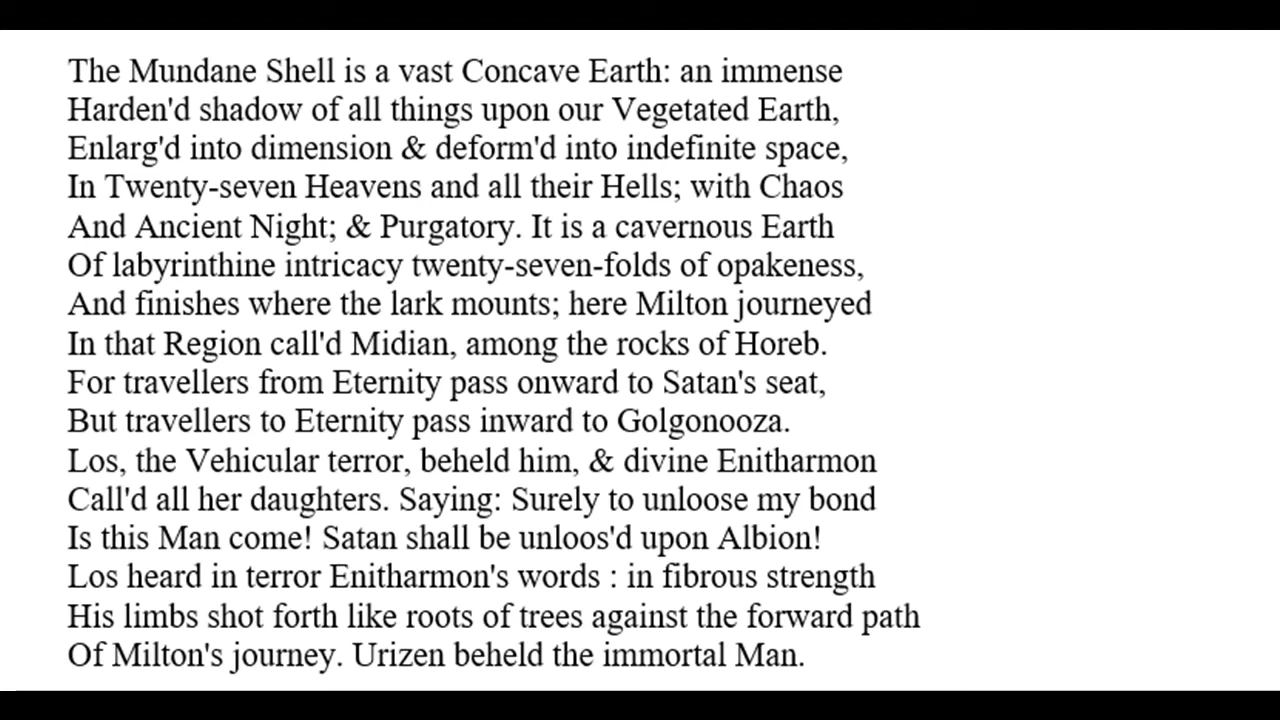 The Mundane Shell is a vast Concave Earth: an immense
Harden'd shadow of all things upon our Vegetated Earth,
Enlarg'd into dimension & deform'd into indefinite space,
In Twenty-seven Heavens and all their Hells; with Chaos
And Ancient Night; & Purgatory. It is a cavernous Earth
Of labyrinthine intricacy twenty-seven-folds of opakeness,
And finishes where the lark mounts; here Milton journeyed
In that Region call'd Midian, among the rocks of Horeb.
For travellers from Eternity pass onward to Satan's seat,
But travellers to Eternity pass inward to Golgonooza.
Los, the Vehicular terror, beheld him, & divine Enitharmon
Call'd all her daughters. Saying: Surely to unloose my bond
Is this Man come! Satan shall be unloos'd upon Albion!
Los heard in terror Enitharmon's words : in fibrous strength
His limbs shot forth like roots of trees against the forward path
Of Milton's journey. Urizen beheld the immortal Man.